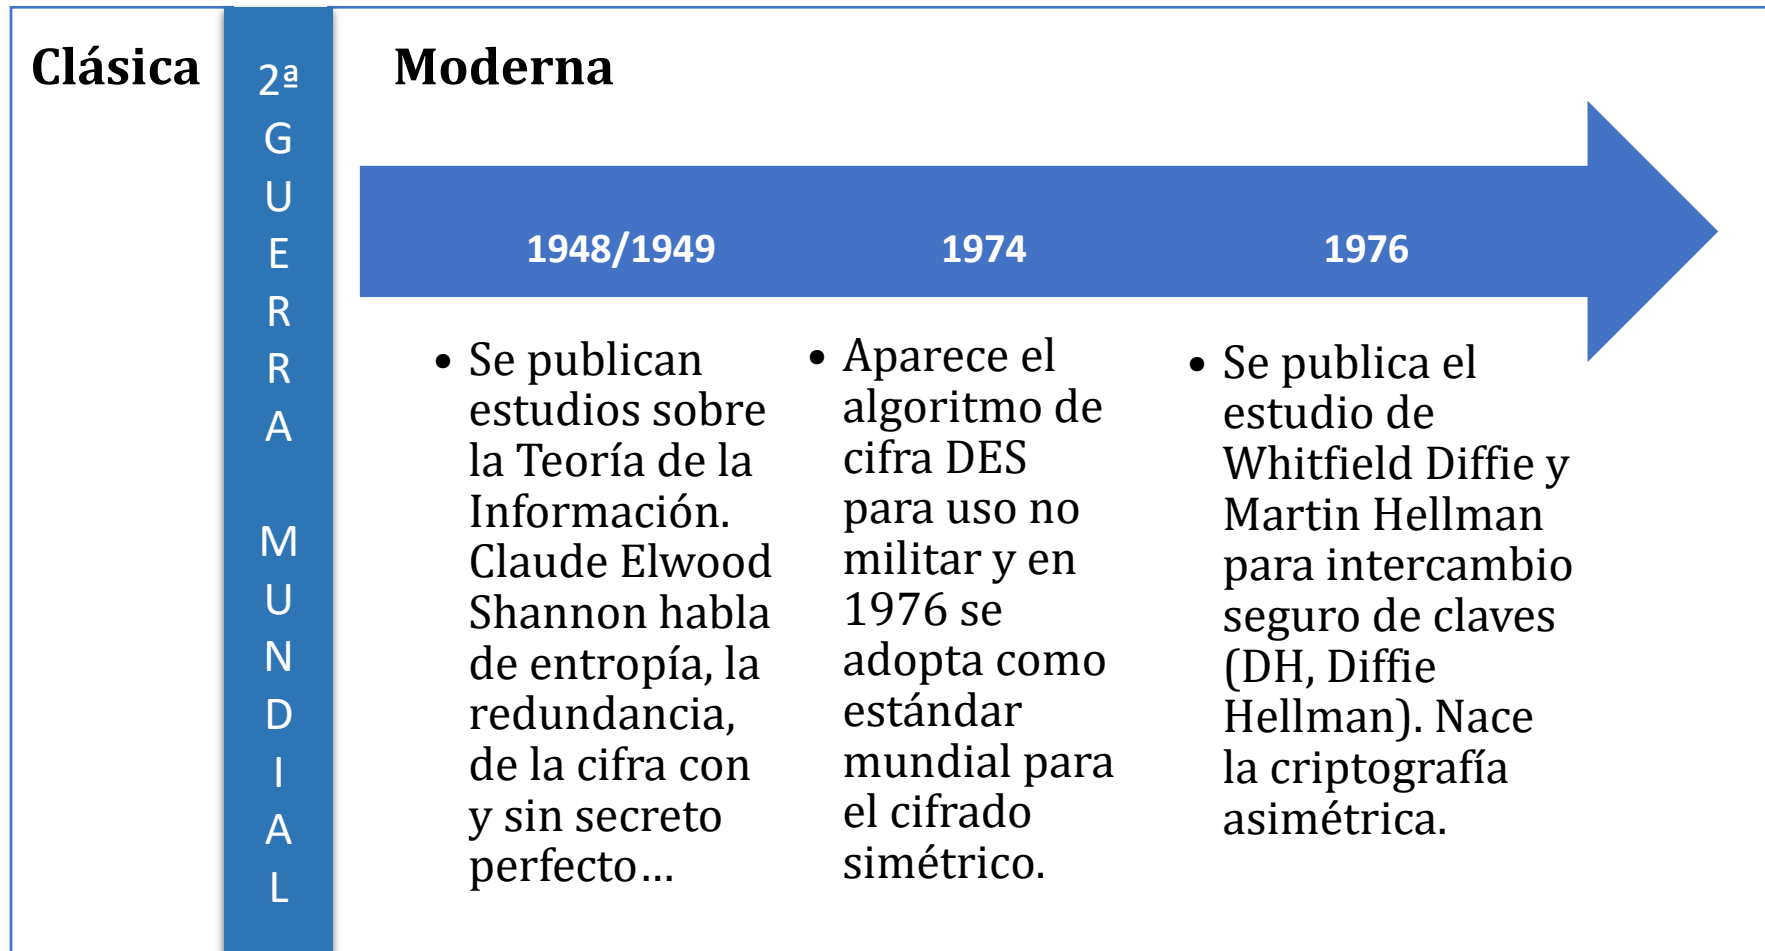 Clásica
2ª
G
U
E
R
R
A
M
U
N
D
I
A
L
Moderna
1948/1949
• Se publican
estudios sobre
la Teoría de la
Información.
Claude Elwood
Shannon habla
de entropía, la
redundancia,
de la cifra con
y sin secreto
perfecto...
1974
• Aparece el
algoritmo de
cifra DES
para uso no
militar y en
1976 se
adopta como
estándar
mundial para
el cifrado
simétrico.
1976
• Se publica el
estudio de
Whitfield Diffie y
Martin Hellman
para intercambio
seguro de claves
(DH, Diffie
Hellman). Nace
la criptografía
asimétrica.